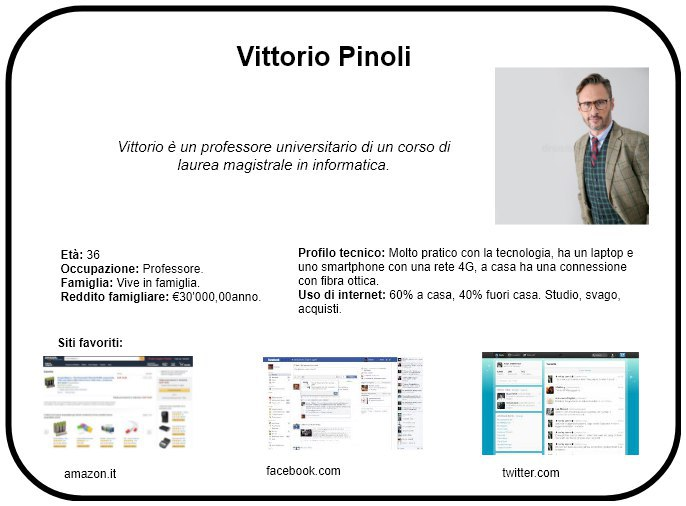 Vittorio Pinoli
Vittorio è un professore universitario di un corso di
laurea magistrale in informatica.
Età: 36
Occupazione: Professore.
Famiglia: Vive in famiglia.
Reddito famigliare: €30'000,00anno.
Profilo tecnico: Molto pratico con la tecnologia, ha un laptop e
uno smartphone con una rete 4G, a casa ha una connessione
con fibra ottica.
Uso di internet: 60% a casa, 40% fuori casa. Studio, svago,
acquisti.
Siti favoriti:
amazon.it
facebook.com
twitter.com